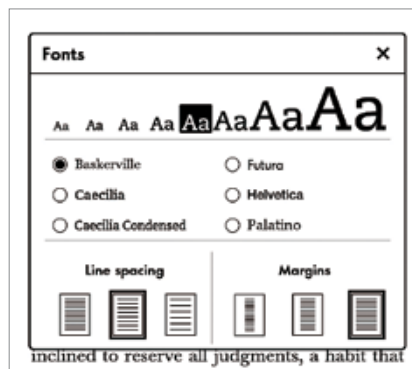 Fonts ×
Aa Aa Aa Aa Aa Aa Aa Aa
Baskerville Futura
Caecilia Helvetica
Caecilia Condensed Palatino
Line spacing Margins
inclined to reserve all judgments, a habit that